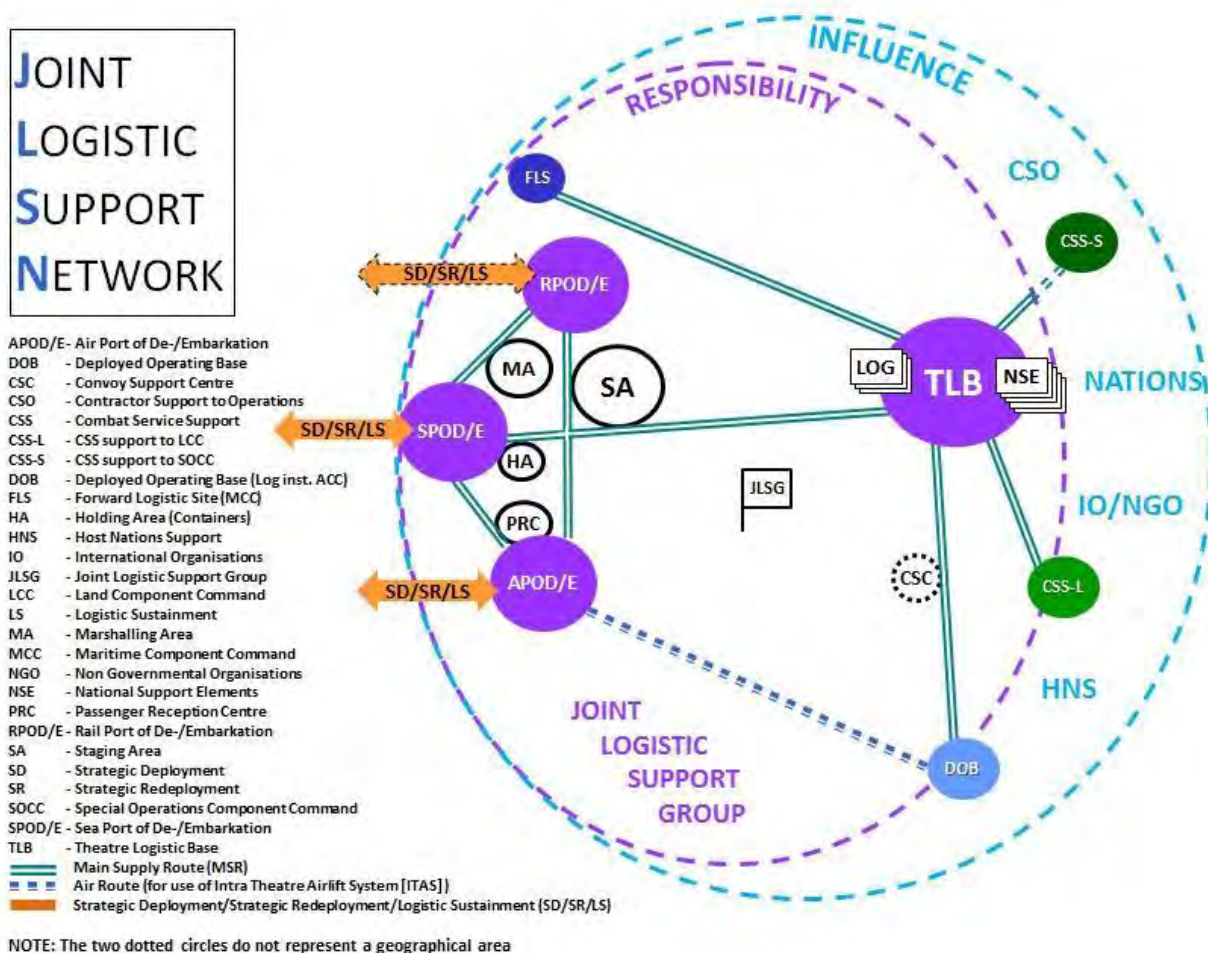 JOINT
LOGISTIC
SUPPORT
NETWORK
APOD/E - Air Port of De-/Embarkation
DOB - Deployed Operating Base
CSC - Convoy Support Centre
CSO - Contractor Support to Operations
CSS - Combat Service Support
CSS-L - CSS support to LCC
CSS-S - CSS support to SOCC
DOB - Deployed Operating Base (Log inst. ACC)
FLS - Forward Logistic Site (MCC)
HA - Holding Area (Containers)
HNS - Host Nations Support
IO - International Organisations
JLSG - Joint Logistic Support Group
LCC - Land Component Command
LS - Logistic Sustainment
MA - Marshalling Area
MCC - Maritime Component Command
NGO - Non Governmental Organisations
NSE - National Support Elements
PRC - Passenger Reception Centre
RPOD/E - Rail Port of De-/Embarkation
SA - Staging Area
SD - Strategic Deployment
SR - Strategic Redeployment
SOCC - Special Operations Component Command
SPOD/E - Sea Port of De-/Embarkation
TLB - Theatre Logistic Base
Main Supply Route (MSR)
Air Route (for use of Intra Theatre Airlift System [ITAS])
Strategic Deployment/Strategic Redeployment/Logistic Sustainment (SD/SR/LS)
NOTE: The two dotted circles do not represent a geographical area
INFLUENCE
RESPONSIBILITY
FLS
CSO
CSS-S
SD/SR/LS
RPOD/E
MA
SA
LOG
TLB
NSE
NATIONS
SD/SR/LS
SPOD/E
HA
JLSG
PRC
IO/NGO
SD/SR/LS
APOD/E
CSC
CSS-L
HNS
JOINT
LOGISTIC
SUPPORT
GROUP
DOB